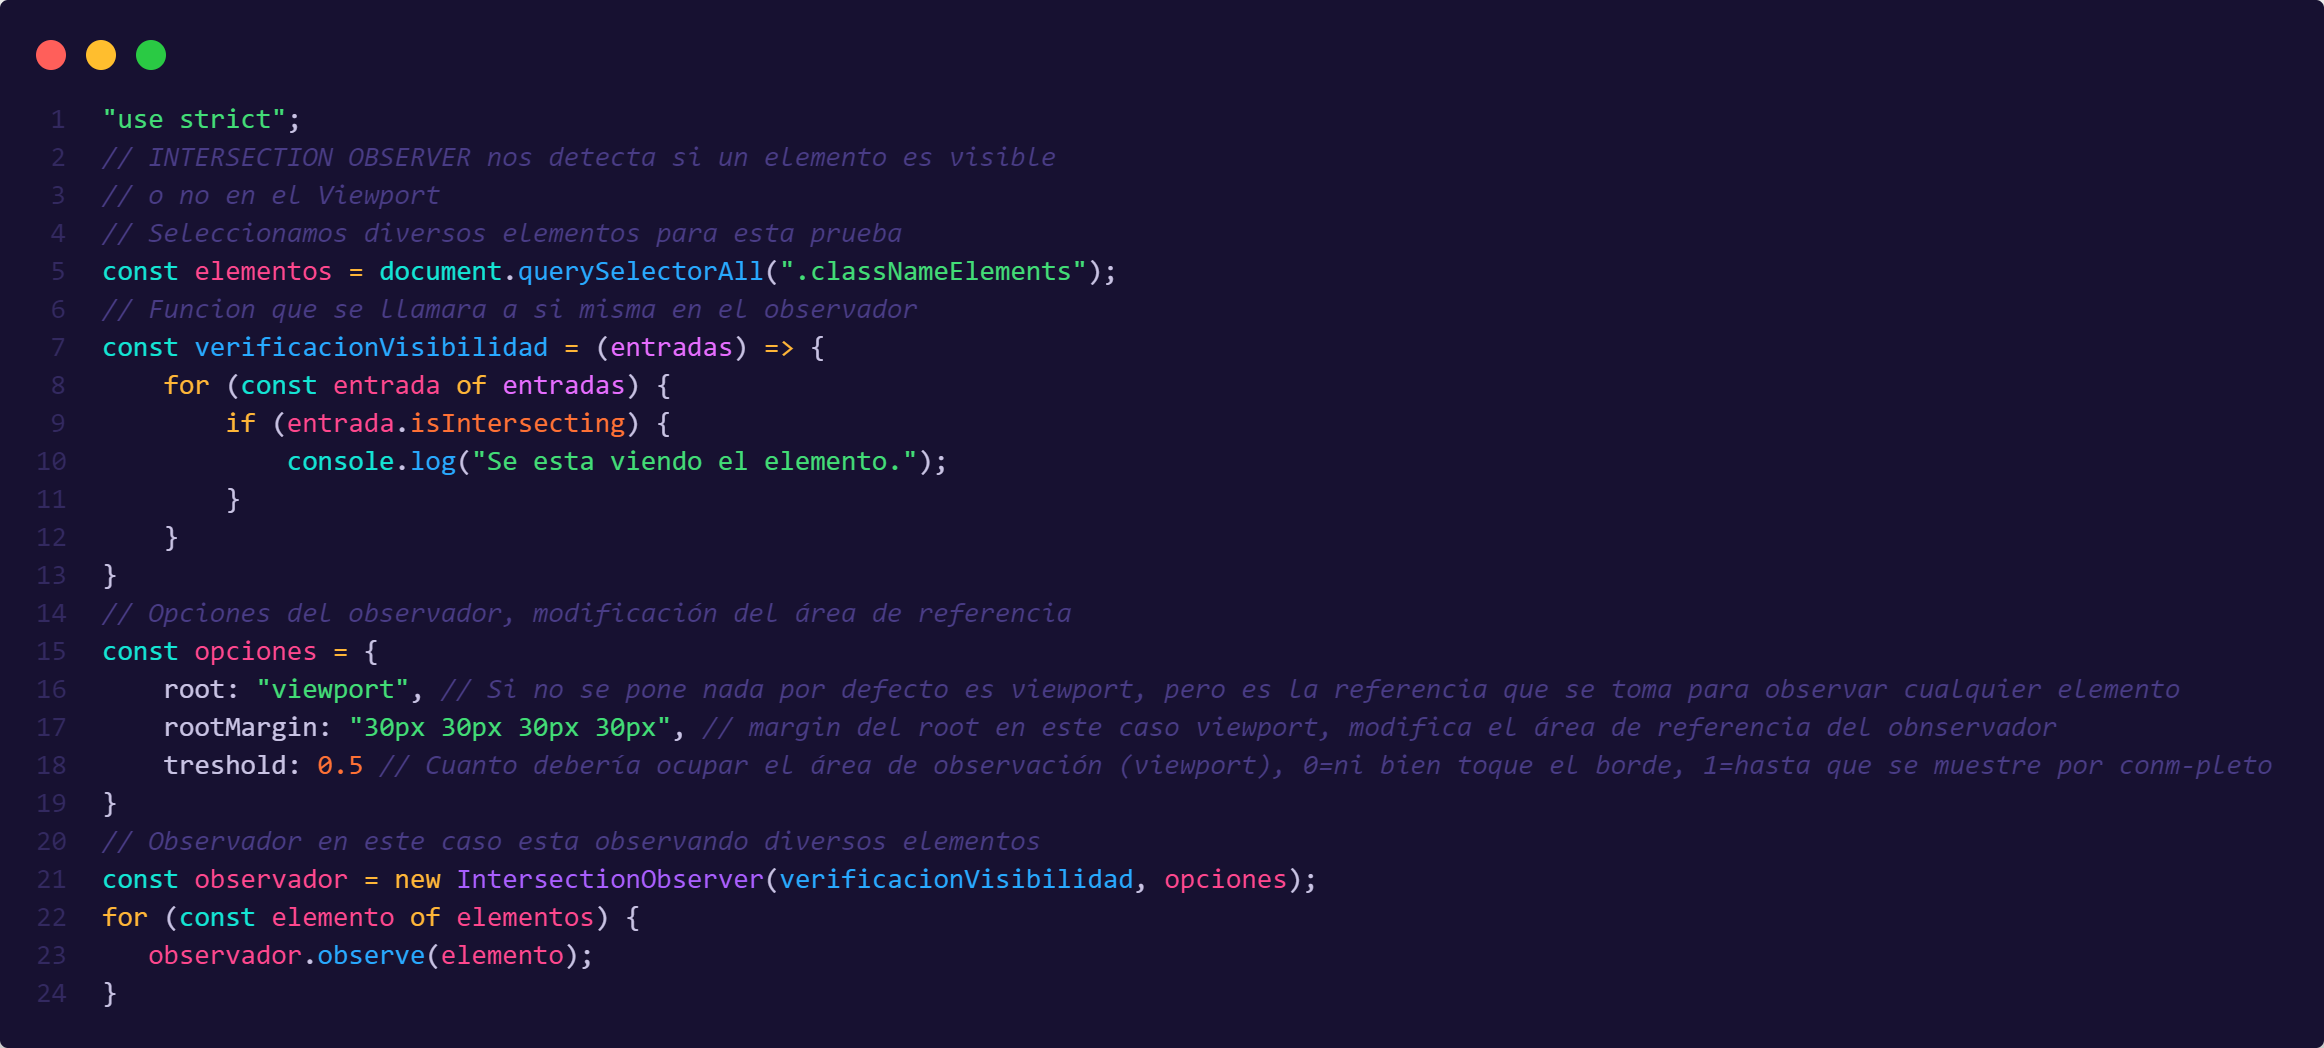 1 "use strict";
2 // INTERSECTION OBSERVER nos detecta si un elemento es visible
3 // o no en el Viewport
4 // Seleccionamos diversos elementos para esta prueba
5 const elementos = document.querySelectorAll(".classNameElements");
6 // Funcion que se llamara a si misma en el observador
7 const verificacionVisibilidad = (entradas) => {
8     for (const entrada of entradas) {
9         if (entrada.isIntersecting) {
10             console.log("Se esta viendo el elemento.");
11         }
12     }
13 }
14 // Opciones del observador, modificación del área de referencia
15 const opciones = {
16     root: "viewport", // Si no se pone nada por defecto es viewport, pero es la referencia que se toma para observar cualquier elemento
17     rootMargin: "30px 30px 30px 30px", // margin del root en este caso viewport, modifica el área de referencia del obnservador
18     treshold: 0.5 // Cuanto debería ocupar el área de observación (viewport), 0=ni bien toque el borde, 1=hasta que se muestre por conm-pleto
19 }
20 // Observador en este caso esta observando diversos elementos
21 const observador = new IntersectionObserver(verificacionVisibilidad, opciones);
22 for (const elemento of elementos) {
23    observador.observe(elemento);
24 }